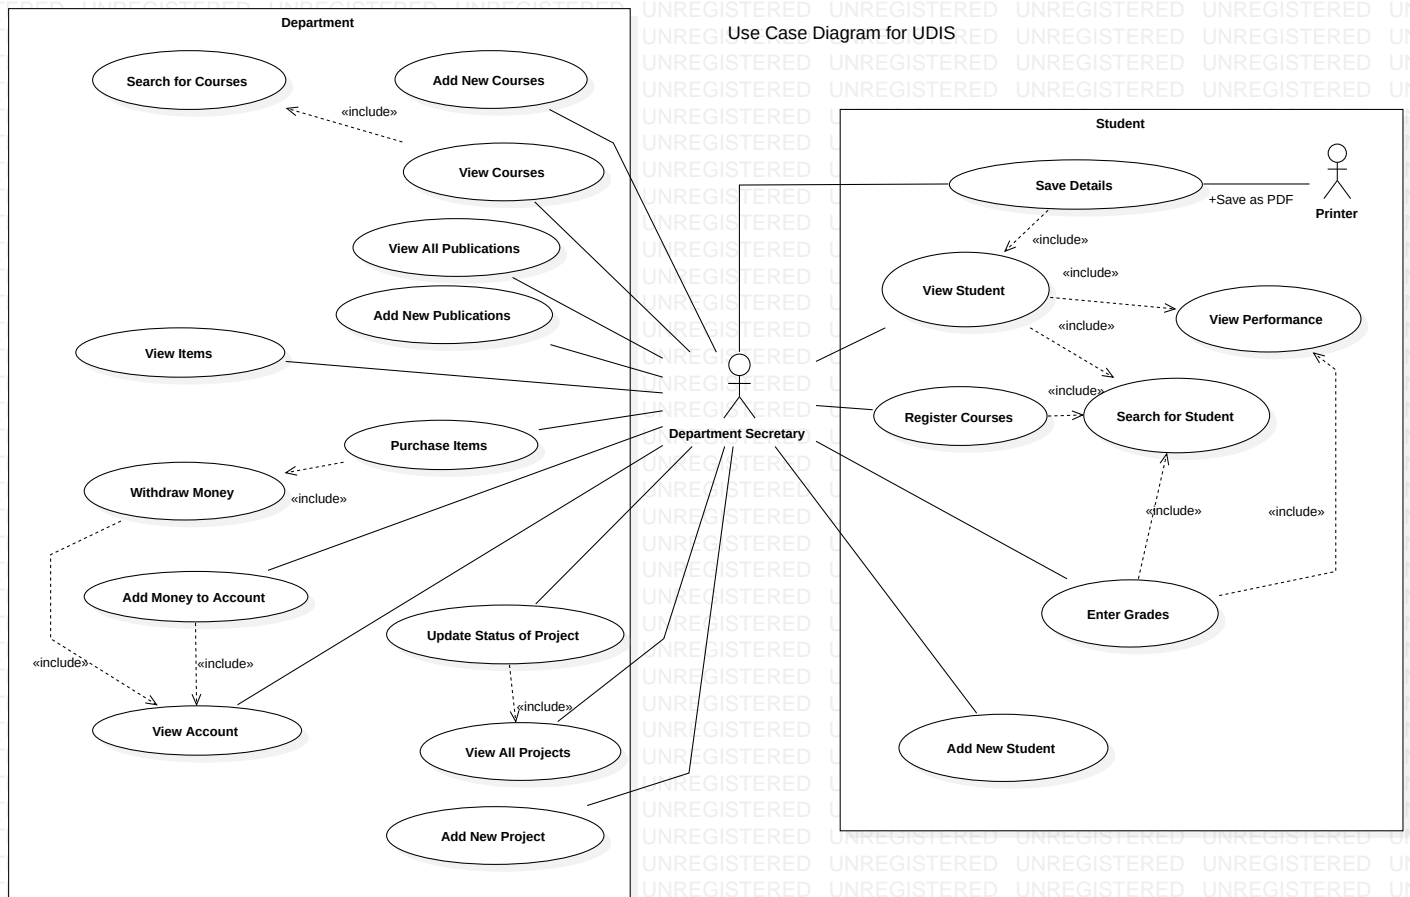 Use Case Diagram for UDIS
Department
Search for Courses
Add New Courses
«include»
View Courses
View All Publications
Add New Publications
View Items
Purchase Items
Withdraw Money
«include»
Add Money to Account
Update Status of Project
«include»
«include»
«include»
View Account
View All Projects
Add New Project
Department Secretary
Student
Save Details
+Save as PDF
Printer
«include»
View Student
«include»
View Performance
«include»
«include»
Register Courses
Search for Student
«include»
«include»
Enter Grades
Add New Student
UNREGISTERED